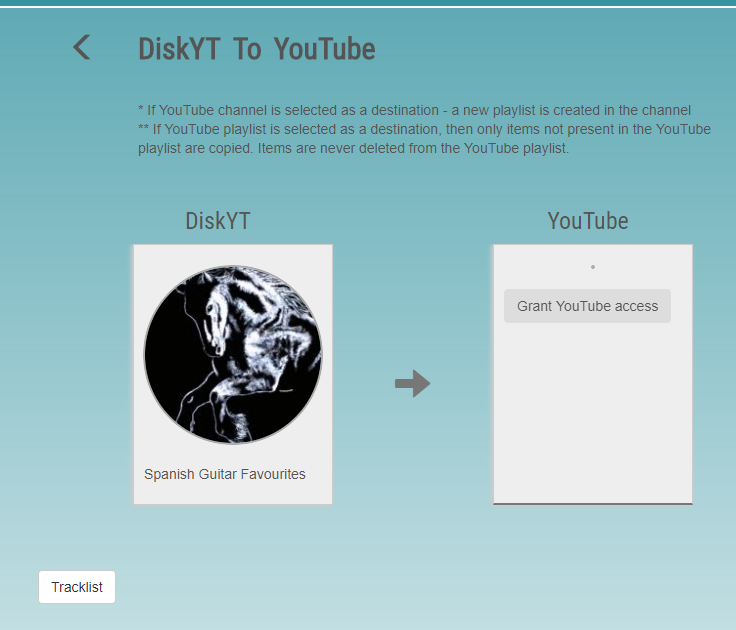 DiskYT To YouTube
* If YouTube channel is selected as a destination - a new playlist is created in the channel
** If YouTube playlist is selected as a destination, then only items not present in the YouTube
playlist are copied. Items are never deleted from the YouTube playlist.
DiskYT
YouTube
Grant YouTube access
Spanish Guitar Favourites
Tracklist